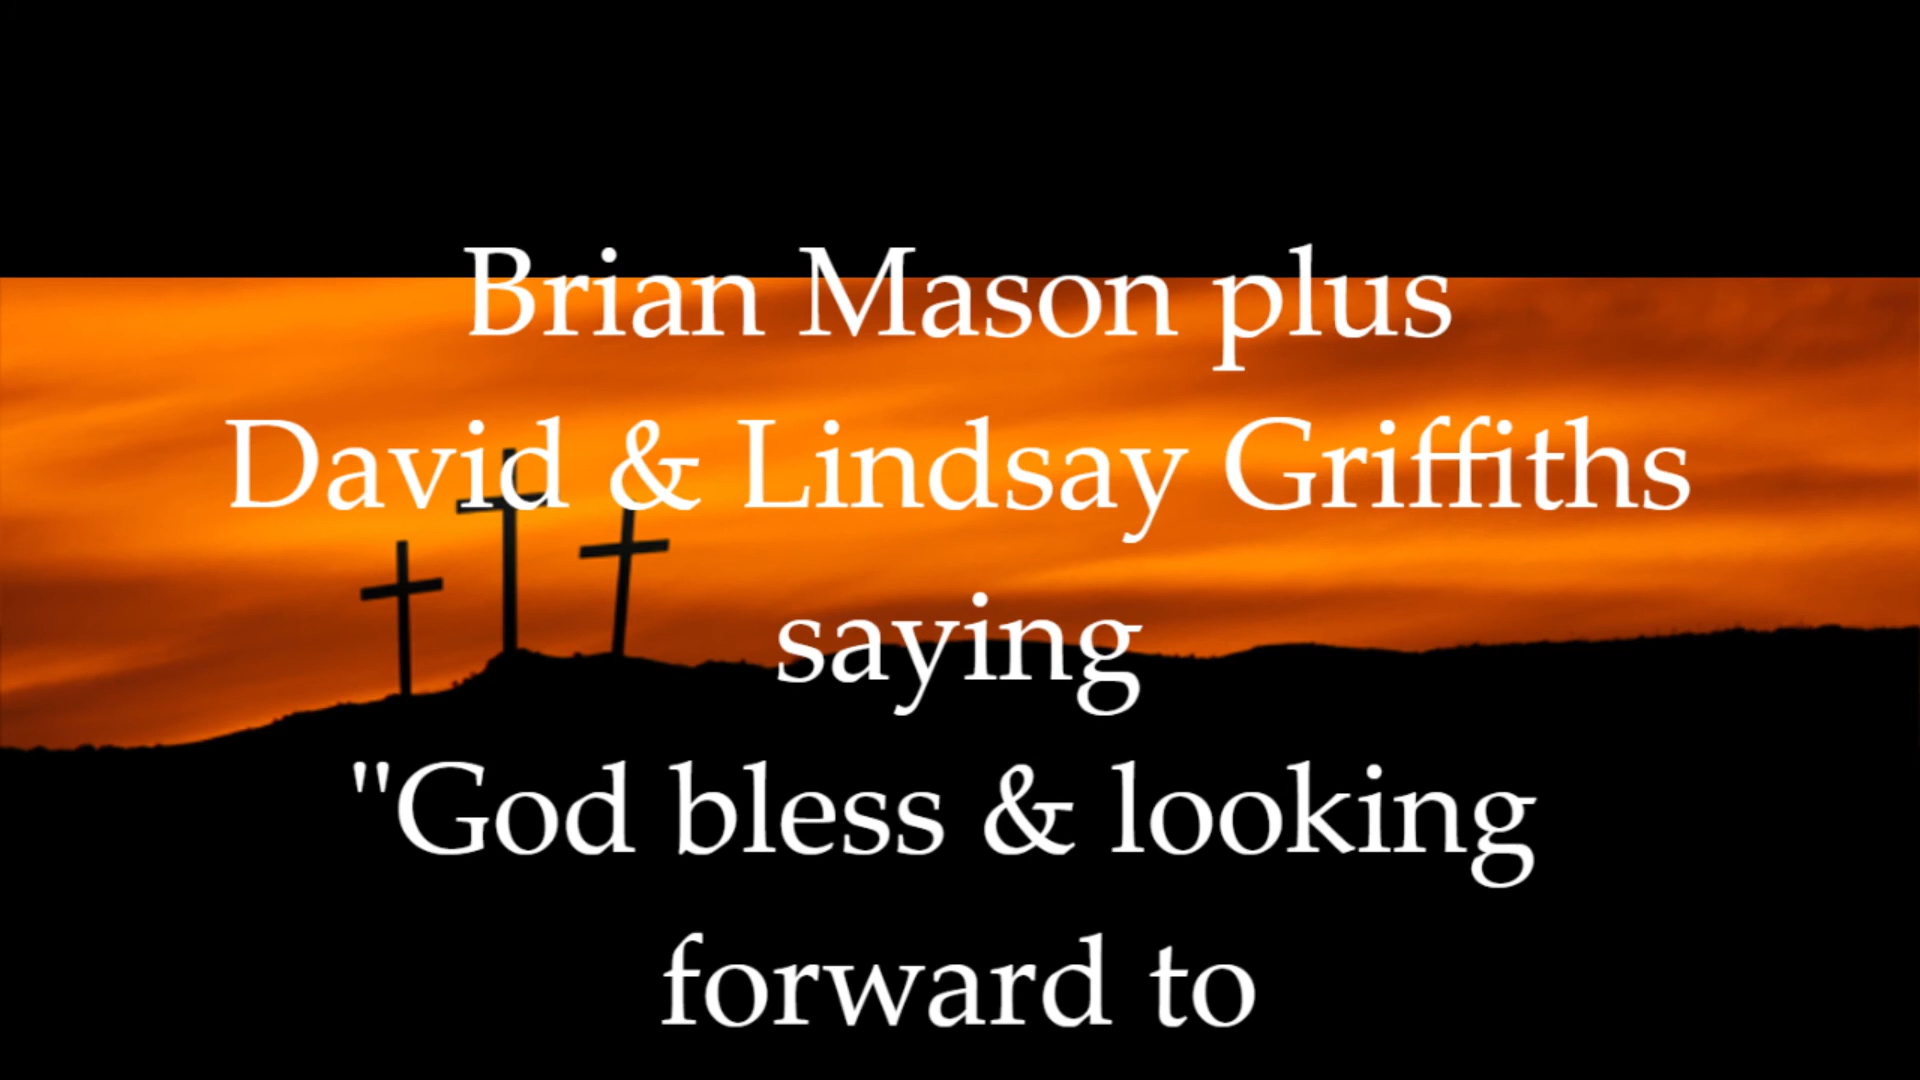 Brian Mason plus
David & Lindsay Griffiths
saying
"God bless & looking
forward to